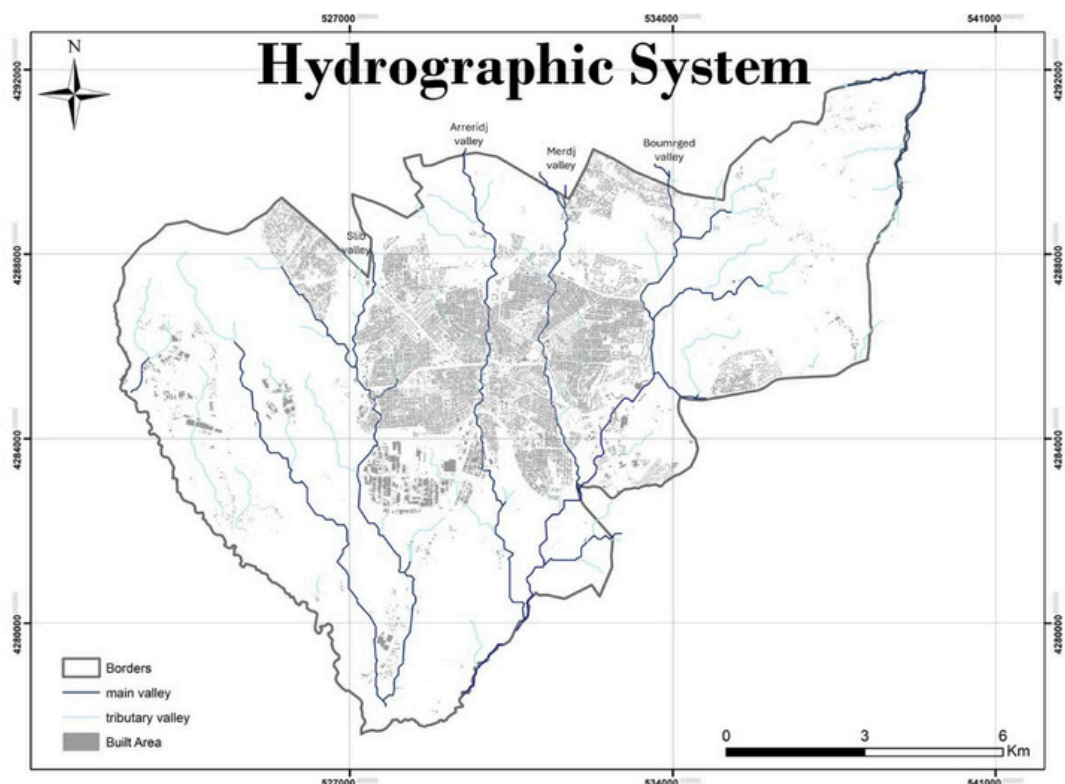 527000
534000
541000
Hydrographic System
N
4292000
4292000
Arreridj
valley
Merdj
valley
Boumrged
valley
Slib
valley
4288000
4288000
4284000
4284000
4280000
4280000
Borders
main valley
tributary valley
Built Area
0 3 6
Km
527000
534000
541000